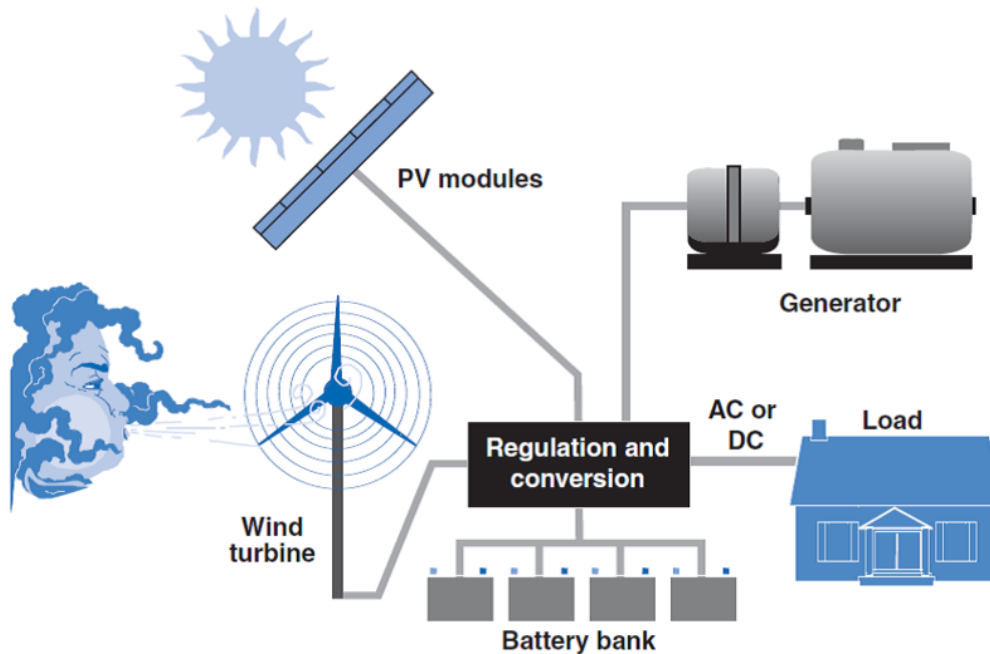 PV modules
Generator
AC or
DC
Load
Regulation and
conversion
Wind
turbine
Battery bank